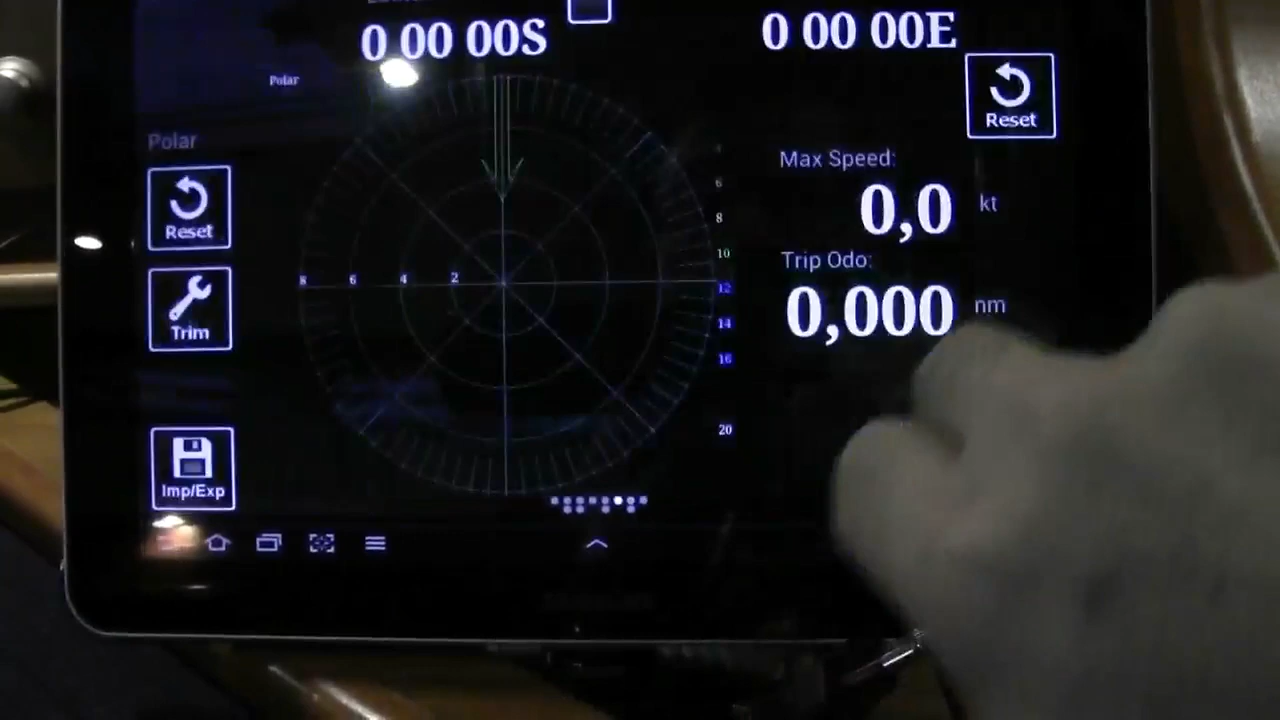 0 00 00S
0 00 00E
Polar
Reset
Polar
Reset
Max Speed:
0,0 kt
6
8
10
12
14
16
20
Trip Odo:
0,000 nm
8 6 4 2
Trim
Imp/Exp